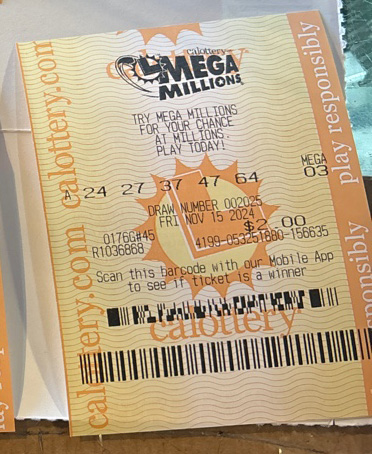 calottery
MEGA
MILLIONS
TRY MEGA MILLIONS
FOR YOUR CHANCE
AT MILLIONS.
PLAY TODAY!
MEGA
A 24 27 37 47 64 03
DRAW NUMBER 002025
FRI NOV 15 2024
$2.00
0176G#45 4199-053251880-156635
R1036868
Scan this barcode with our Mobile App
to see if ticket is a winner
calottery
calottery.com
calottery.com
play responsibly